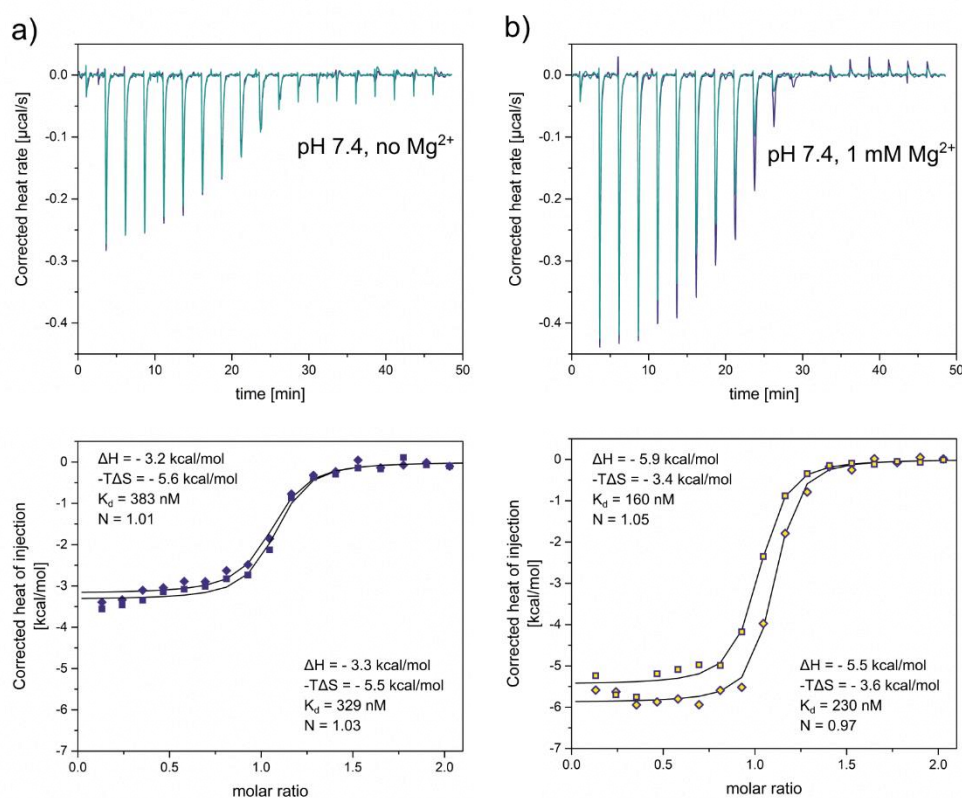 a)
0.0
-0.1
-0.2
-0.3
-0.4
Corrected heat rate [µcal/s]
pH 7.4, no Mg²⁺
0 10 20 30 40 50
time [min]
b)
0.0
-0.1
-0.2
-0.3
-0.4
Corrected heat rate [µcal/s]
pH 7.4, 1 mM Mg²⁺
0 10 20 30 40 50
time [min]
0
-1
-2
-3
-4
-5
-6
-7
Corrected heat of injection
[kcal/mol]
ΔH = - 3.2 kcal/mol
-TΔS = - 5.6 kcal/mol
K_d = 383 nM
N = 1.01
ΔH = - 3.3 kcal/mol
-TΔS = - 5.5 kcal/mol
K_d = 329 nM
N = 1.03
0.0 0.5 1.0 1.5 2.0
molar ratio
0
-1
-2
-3
-4
-5
-6
-7
Corrected heat of injection
[kcal/mol]
ΔH = - 5.9 kcal/mol
-TΔS = - 3.4 kcal/mol
K_d = 160 nM
N = 1.05
ΔH = - 5.5 kcal/mol
-TΔS = - 3.6 kcal/mol
K_d = 230 nM
N = 0.97
0.0 0.5 1.0 1.5 2.0
molar ratio